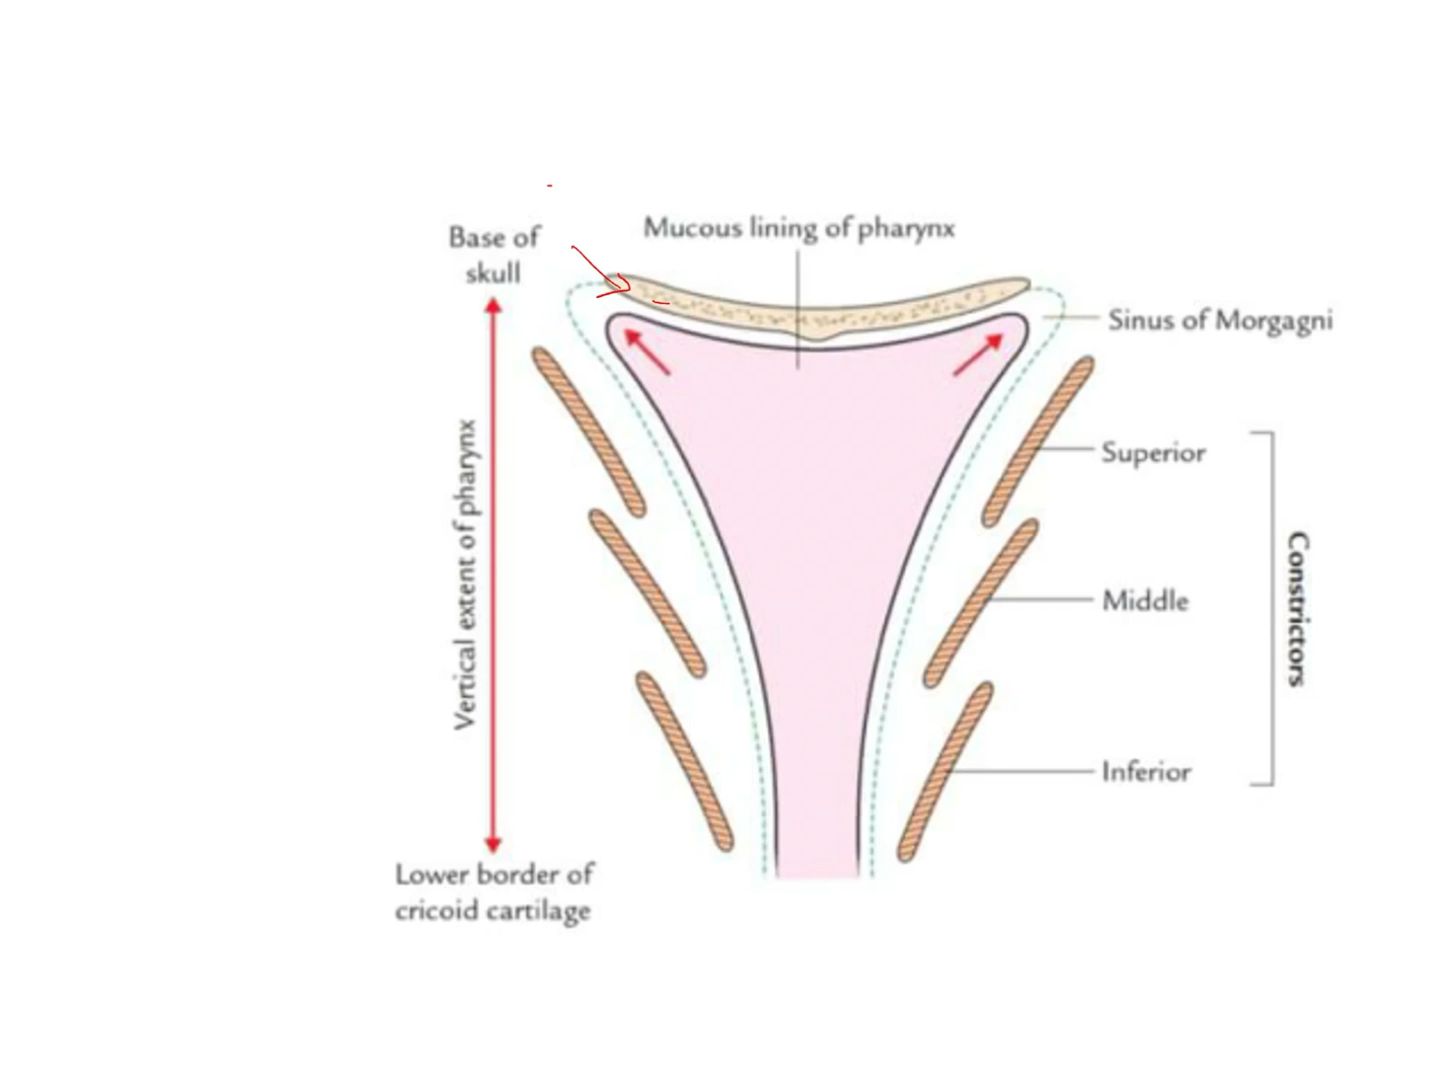 Mucous lining of pharynx
Base of
skull
Sinus of Morgagni
Vertical extent of pharynx
Superior
Middle
Inferior
Constrictors
Lower border of
cricoid cartilage